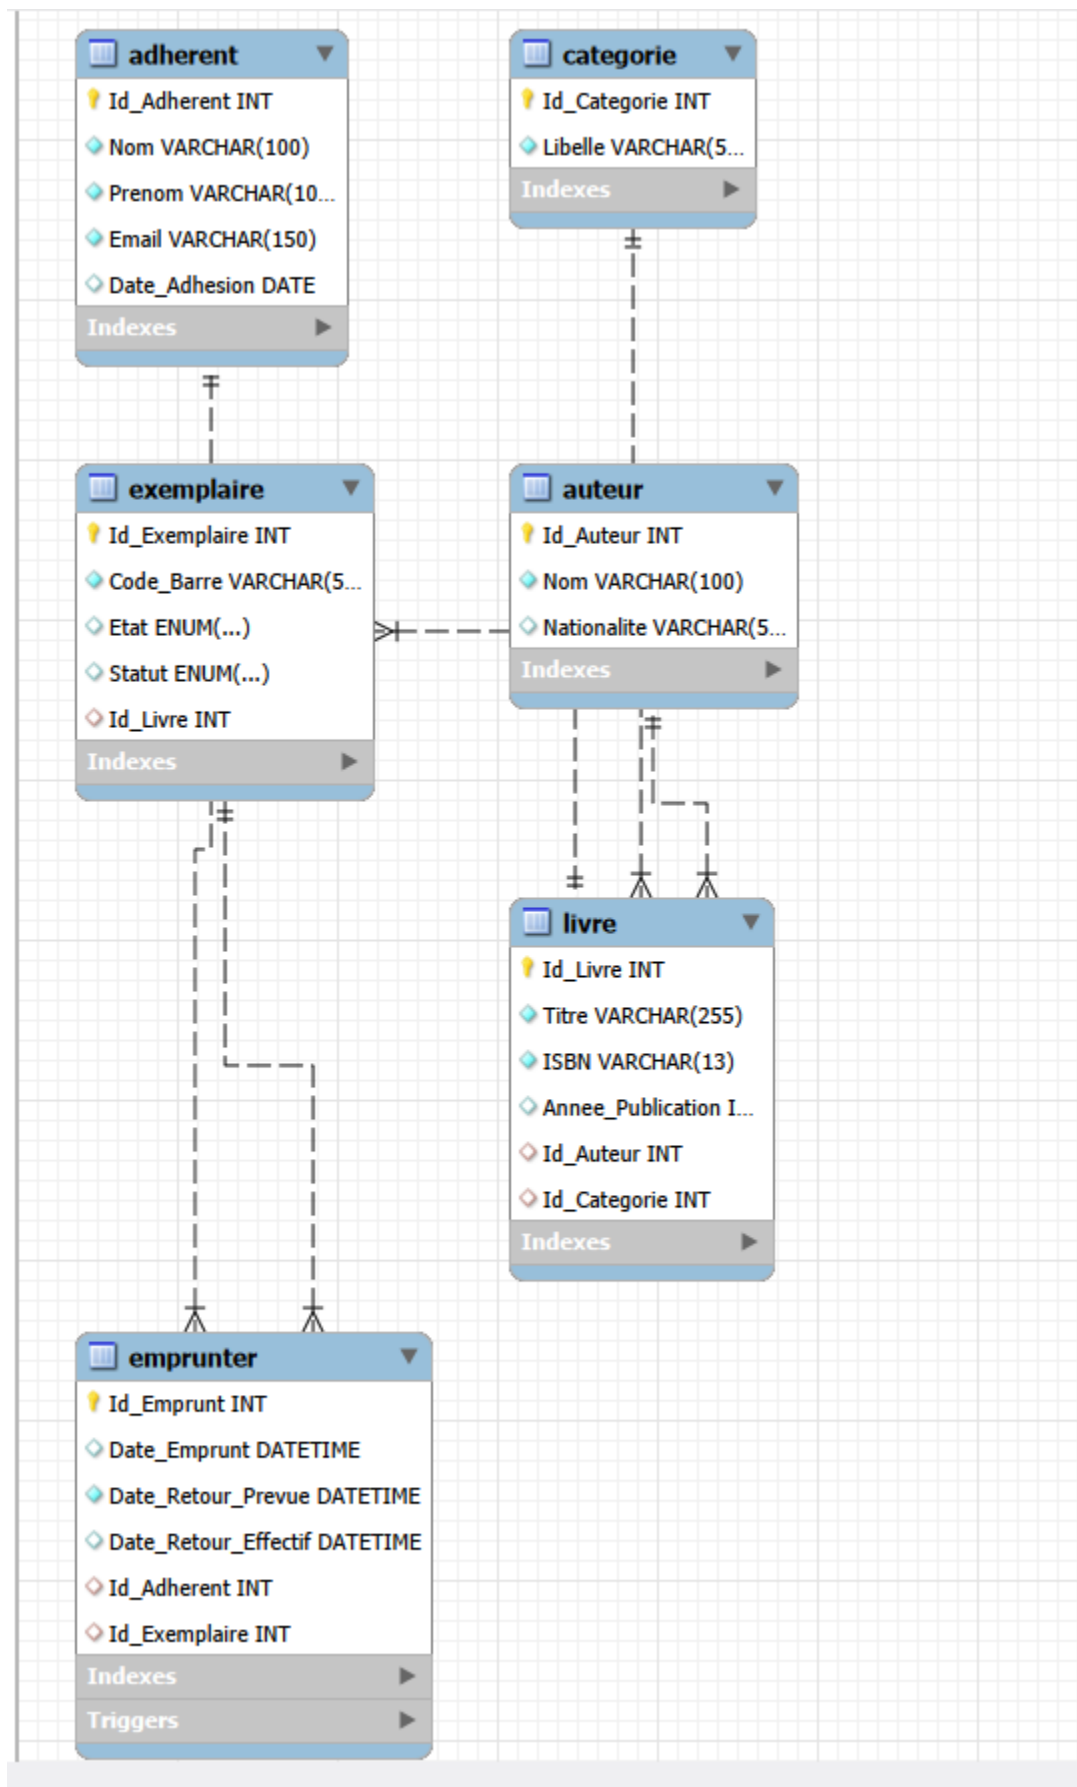 adherent
Id_Adherent INT
Nom VARCHAR(100)
Prenom VARCHAR(10...
Email VARCHAR(150)
Date_Adhesion DATE
Indexes
categorie
Id_Categorie INT
Libelle VARCHAR(5...
Indexes
exemplaire
Id_Exemplaire INT
Code_Barre VARCHAR(5...
Etat ENUM(...)
Statut ENUM(...)
Id_Livre INT
Indexes
auteur
Id_Auteur INT
Nom VARCHAR(100)
Nationalite VARCHAR(5...
Indexes
livre
Id_Livre INT
Titre VARCHAR(255)
ISBN VARCHAR(13)
Annee_Publication I...
Id_Auteur INT
Id_Categorie INT
Indexes
emprunter
Id_Emprunt INT
Date_Emprunt DATETIME
Date_Retour_Prevue DATETIME
Date_Retour_Effectif DATETIME
Id_Adherent INT
Id_Exemplaire INT
Indexes
Triggers